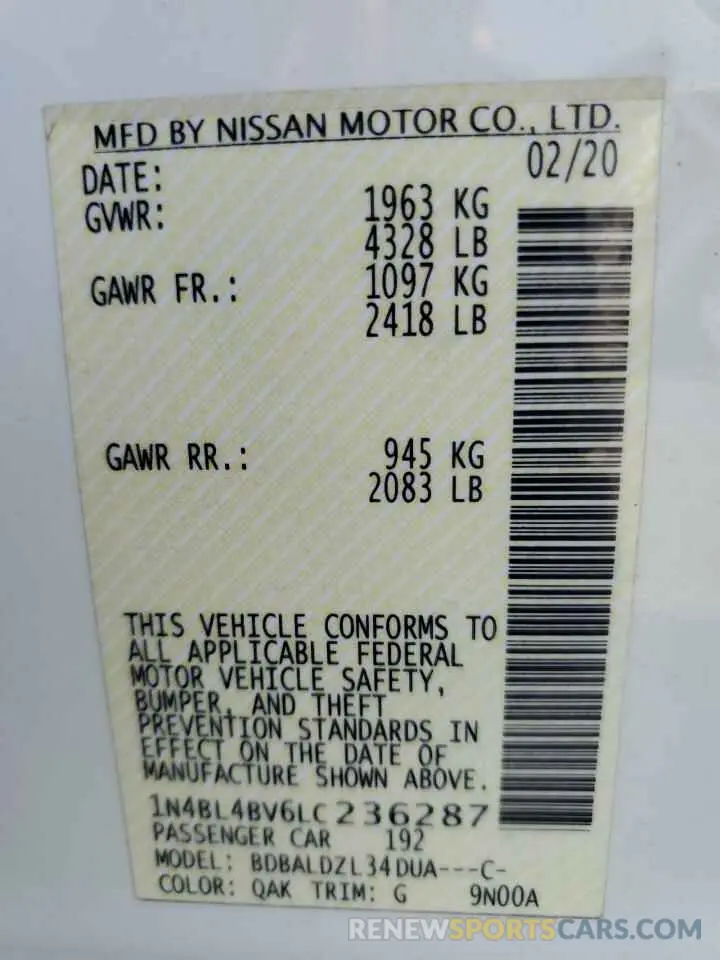 MFD BY NISSAN MOTOR CO., LTD.
DATE: 02/20
GVWR: 1963 KG
4328 LB
GAWR FR.: 1097 KG
2418 LB
GAWR RR.: 945 KG
2083 LB
THIS VEHICLE CONFORMS TO
ALL APPLICABLE FEDERAL
MOTOR VEHICLE SAFETY,
BUMPER, AND THEFT
PREVENTION STANDARDS IN
EFFECT ON THE DATE OF
MANUFACTURE SHOWN ABOVE.
1N4BL4BV6LC236287
PASSENGER CAR 192
MODEL: BDBALDZL34DUA---C-
COLOR: QAK TRIM: G 9N00A
RENEWSPORTSCARS.COM